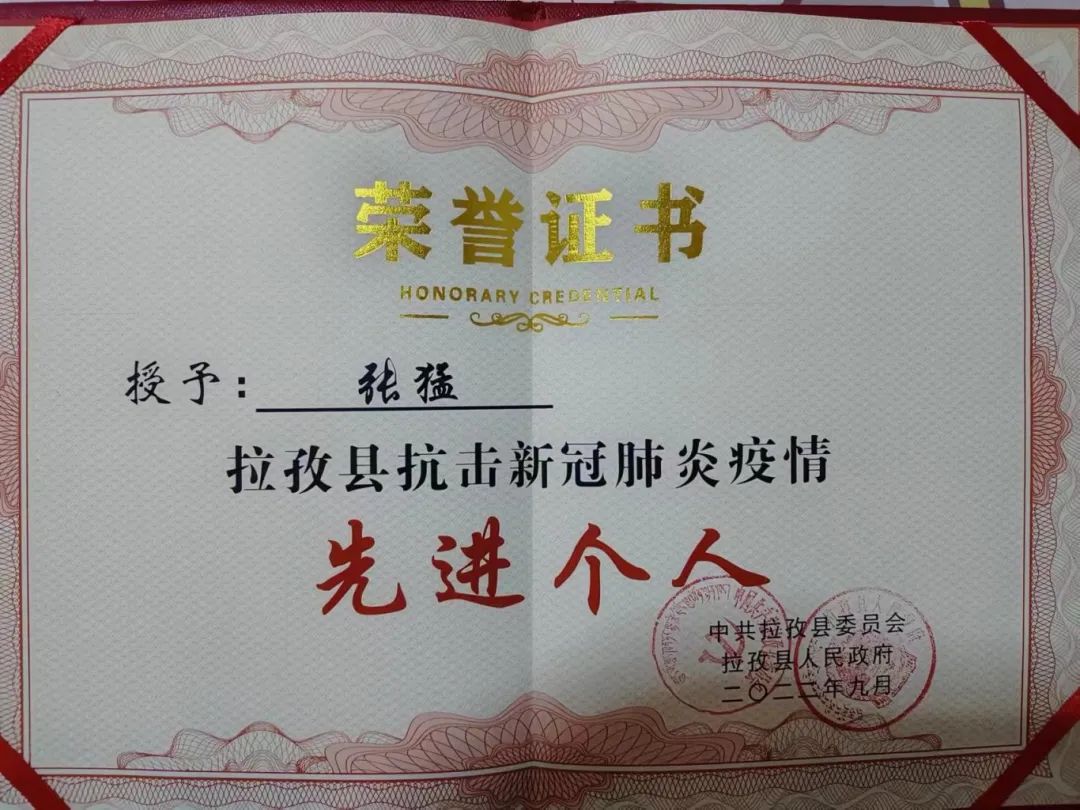 荣誉证书
HONORARY CREDENTIAL
授予：张猛
拉孜县抗击新冠肺炎疫情
先进个人
中共拉孜县委员会
拉孜县人民政府
二〇二二年九月